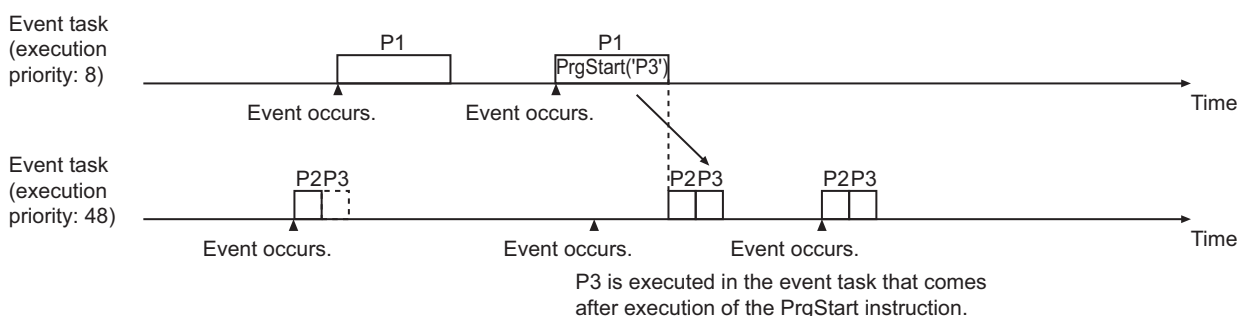 Event task
(execution
priority: 8)
P1
P1
PrgStart('P3')
Time
Event occurs.
Event occurs.
Event task
(execution
priority: 48)
P2P3
P2P3
P2P3
Time
Event occurs.
Event occurs.
Event occurs.
P3 is executed in the event task that comes
after execution of the PrgStart instruction.